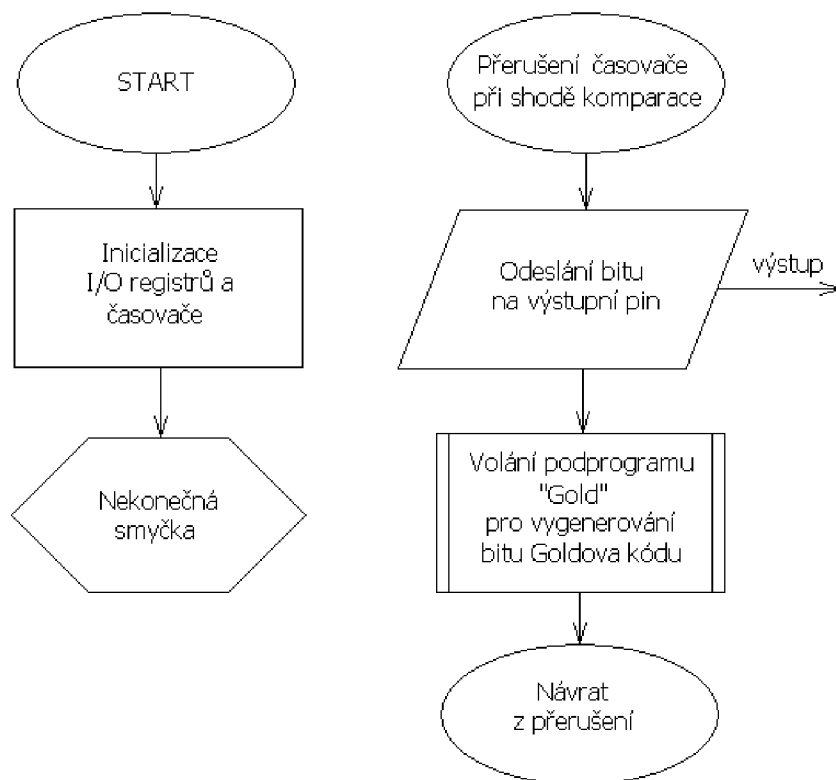 START
Inicializace
I/O registrů a
časovače
Nekonečná
smyčka
Přerušení časovače
při shodě komparace
Odeslání bitu
na výstupní pin
výstup
Volání podprogramu
"Gold"
pro vygenerování
bitu Goldova kódu
Návrat
z přerušení